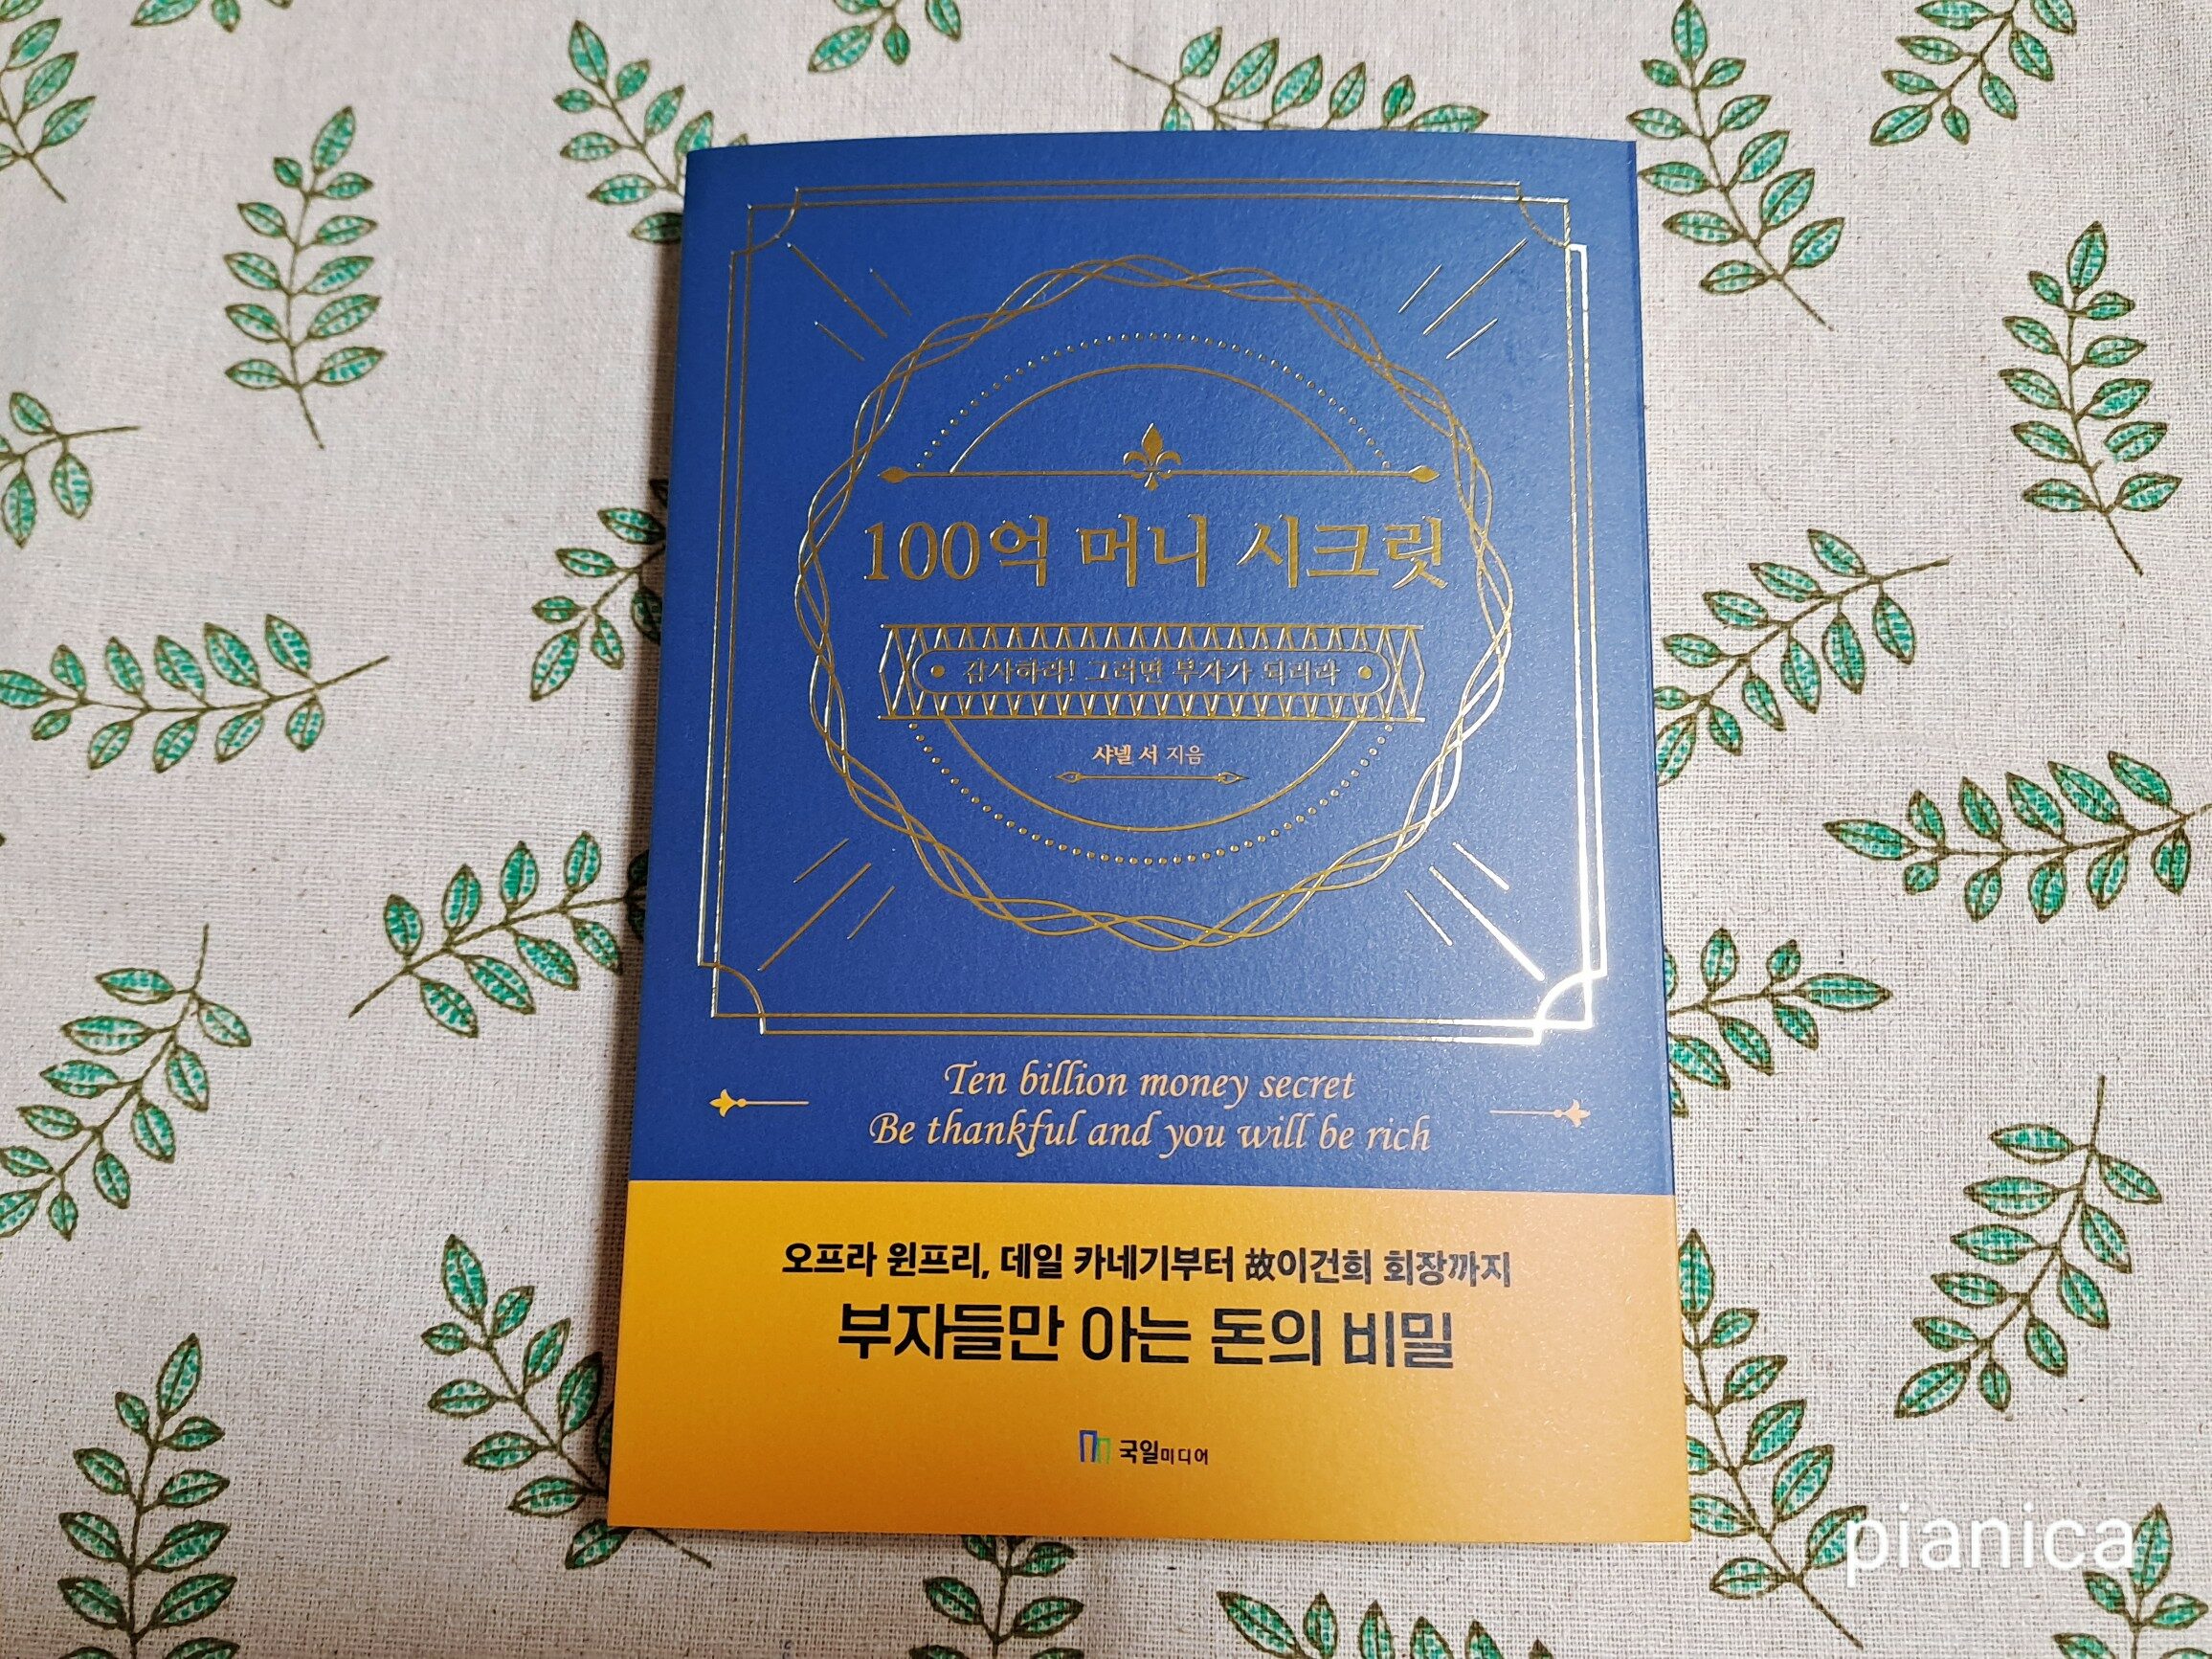 100억 머니 시크릿
감사하라! 그러면 부자가 되리라
샤넬 서 지음
Ten billion money secret
Be thankful and you will be rich
오프라 윈프리, 데일 카네기부터 故이건희 회장까지
부자들만 아는 돈의 비밀
국일미디어
pianica